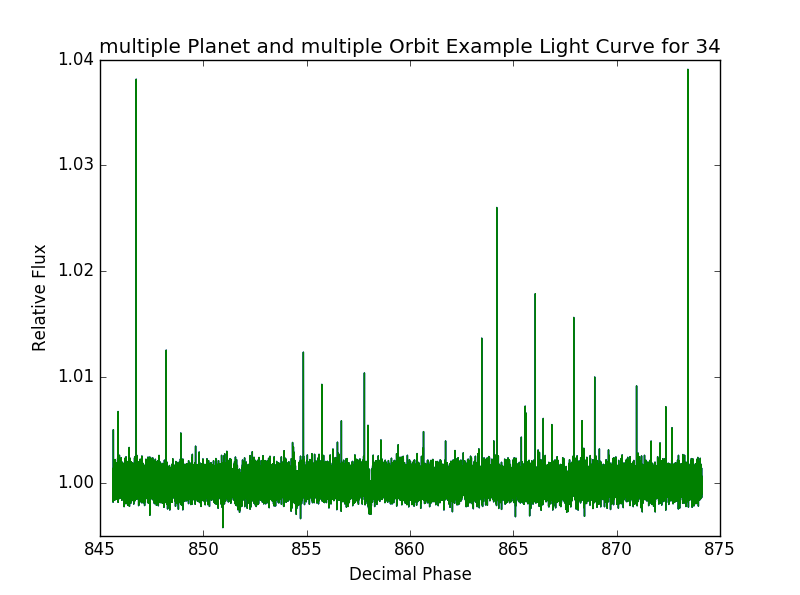 multiple Planet and multiple Orbit Example Light Curve for 34
1.04
1.03
1.02
1.01
1.00
Relative Flux
845 850 855 860 865 870 875
Decimal Phase